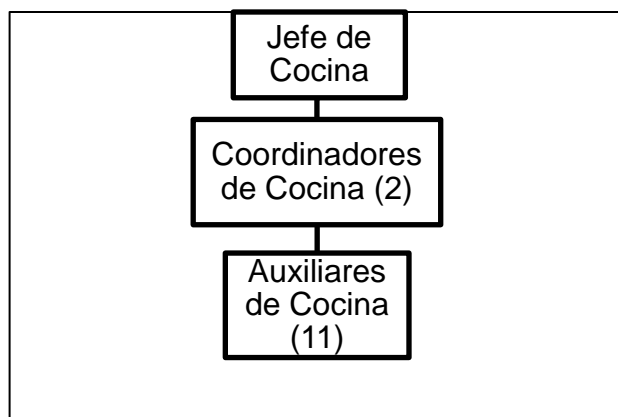 Jefe de
Cocina
Coordinadores
de Cocina (2)
Auxiliares
de Cocina
(11)